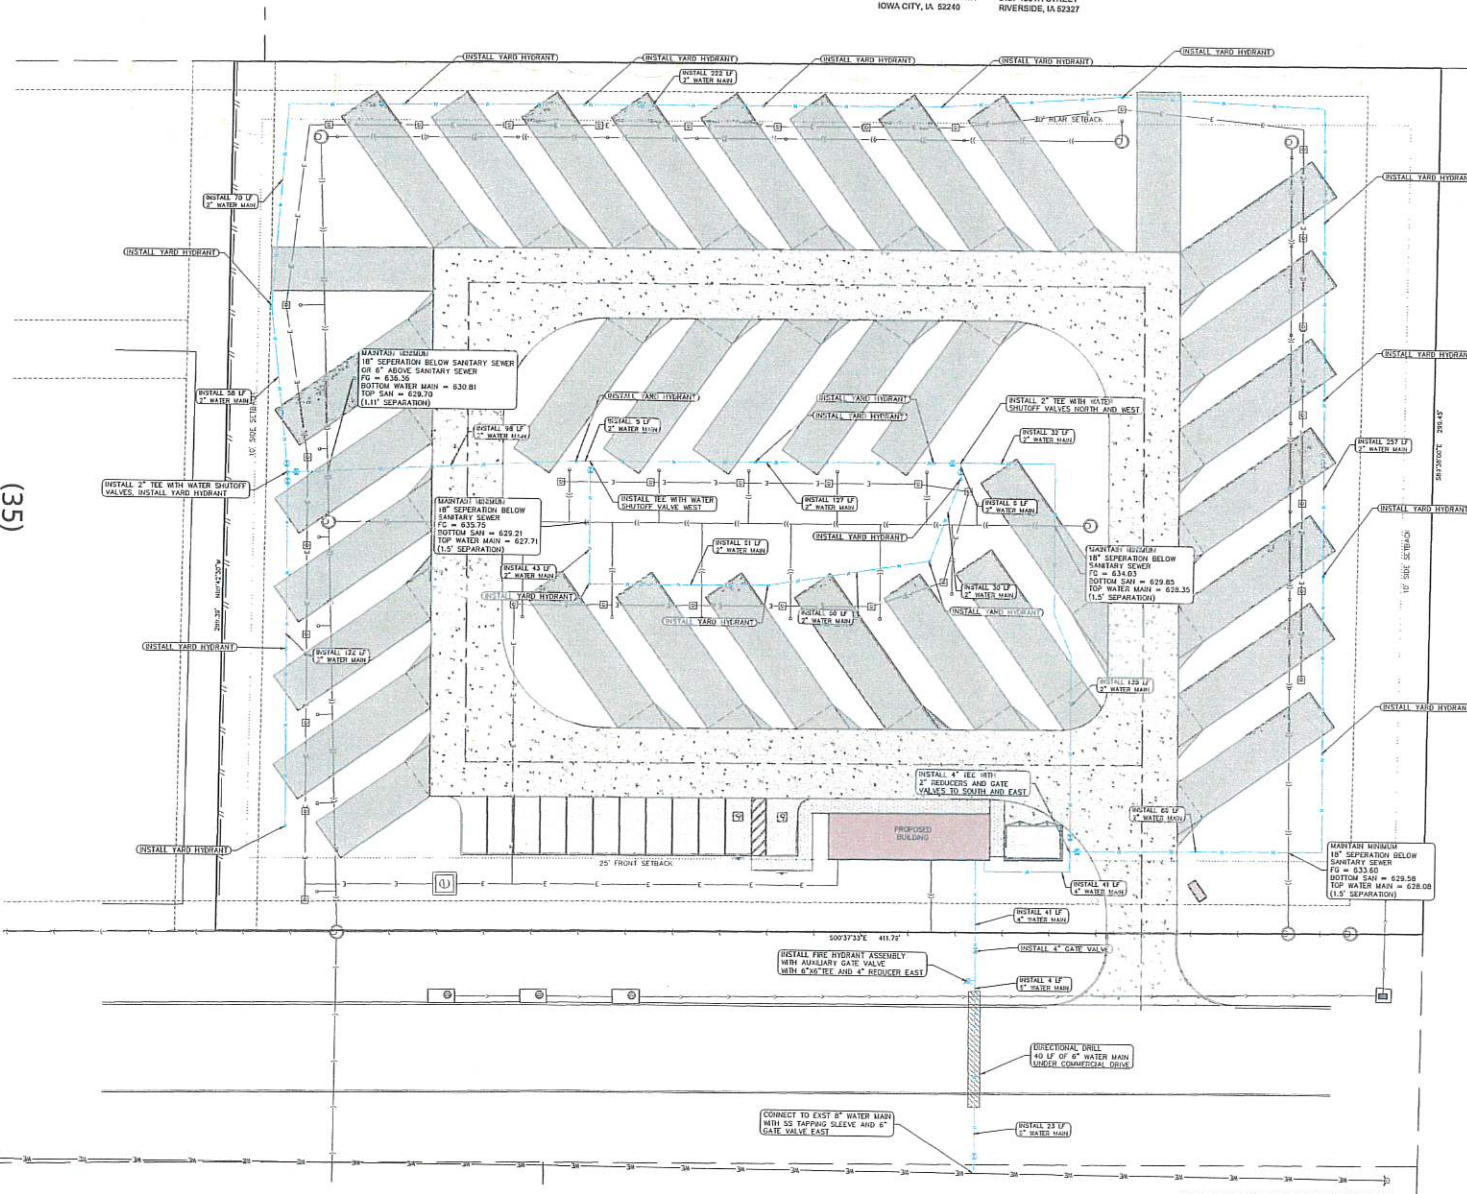 IOWA CITY, IA 52240
RIVERSIDE, IA 52327
INSTALL YARD HYDRANT
INSTALL YARD HYDRANT
INSTALL YARD HYDRANT
INSTALL YARD HYDRANT
INSTALL YARD HYDRANT
INSTALL 222 LF
2" WATER MAIN
10' REAR SETBACK
INSTALL 70 LF
2" WATER MAIN
INSTALL YARD HYDRAN
INSTALL YARD HYDRANT
MAINTAIN MINIMUM
18" SEPERATION BELOW SANITARY SEWER
OR 6" ABOVE SANITARY SEWER
FG = 636.36
BOTTOM WATER MAIN = 630.81
TOP SAN = 629.70
(1.11' SEPARATION)
INSTALL YARD HYDRAN
INSTALL 58 LF
2" WATER MAIN
10' SIDE SETBACK
INSTALL YARD HYDRANT
INSTALL YARD HYDRANT
INSTALL YARD HYDRANT
INSTALL 2" TEE WITH WATER
SHUTOFF VALVES NORTH AND WEST
INSTALL 98 LF
2" WATER MAIN
INSTALL 5 LF
2" WATER MAIN
INSTALL 32 LF
2" WATER MAIN
INSTALL 257 LF
2" WATER MAIN
299.45'
INSTALL 2" TEE WITH WATER SHUTOFF
VALVES, INSTALL YARD HYDRANT
(35)
INSTALL TEE WITH WATER
SHUTOFF VALVE WEST
INSTALL 127 LF
2" WATER MAIN
INSTALL 6 LF
2" WATER MAIN
INSTALL YARD HYDRAN
MAINTAIN MINIMUM
18" SEPERATION BELOW
SANITARY SEWER
FG = 635.75
BOTTOM SAN = 629.21
TOP WATER MAIN = 627.71
(1.5' SEPARATION)
INSTALL YARD HYDRANT
INSTALL 51 LF
2" WATER MAIN
INSTALL 43 LF
2" WATER MAIN
MAINTAIN MINIMUM
18" SEPERATION BELOW
SANITARY SEWER
FG = 634.03
BOTTOM SAN = 629.85
TOP WATER MAIN = 628.35
(1.5' SEPARATION)
10' SIDE SETBACK
INSTALL YARD HYDRANT
INSTALL 30 LF
2" WATER MAIN
INSTALL YARD HYDRANT
INSTALL YARD HYDRANT
INSTALL 50 LF
2" WATER MAIN
INSTALL YARD HYDRANT
INSTALL 122 LF
2" WATER MAIN
2" WATER MAIN
INSTALL YARD HYDRAN
INSTALL 4" TEE WITH
2" REDUCERS AND GATE
VALVES TO SOUTH AND EAST
INSTALL 65 LF
2" WATER MAIN
PROPOSED
BUILDING
INSTALL YARD HYDRANT
25' FRONT SETBACK
MAINTAIN MINIMUM
18" SEPERATION BELOW
SANITARY SEWER
FG = 633.60
BOTTOM SAN = 629.58
TOP WATER MAIN = 628.08
(1.5' SEPARATION)
INSTALL 41 LF
4" WATER MAIN
INSTALL 41 LF
4" WATER MAIN
S00°37'33"E 411.72'
INSTALL 4" GATE VALVE
INSTALL FIRE HYDRANT ASSEMBLY
WITH AUXILIARY GATE VALVE
WITH 6"X6"TEE AND 4" REDUCER EAST
INSTALL 4 LF
WATER MAIN
DIRECTIONAL DRILL
40 LF OF 6" WATER MAIN
UNDER COMMERCIAL DRIVE
CONNECT TO EXST 8" WATER MAIN
WITH SS TAPPING SLEEVE AND 6"
GATE VALVE EAST
INSTALL 23 LF
WATER MAIN